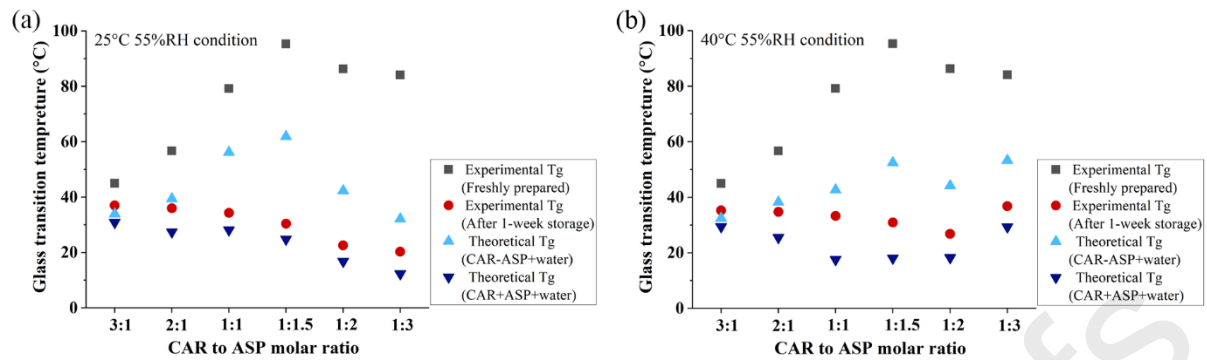 (a)
25°C 55%RH condition
Glass transition tempreture (°C)
100
80
60
40
20
0
3:1 2:1 1:1 1:1.5 1:2 1:3
CAR to ASP molar ratio
Experimental Tg
(Freshly prepared)
Experimental Tg
(After 1-week storage)
Theoretical Tg
(CAR-ASP+water)
Theoretical Tg
(CAR+ASP+water)
(b)
40°C 55%RH condition
Glass transition tempreture (°C)
100
80
60
40
20
0
3:1 2:1 1:1 1:1.5 1:2 1:3
CAR to ASP molar ratio
Experimental Tg
(Freshly prepared)
Experimental Tg
(After 1-week storage)
Theoretical Tg
(CAR-ASP+water)
Theoretical Tg
(CAR+ASP+water)